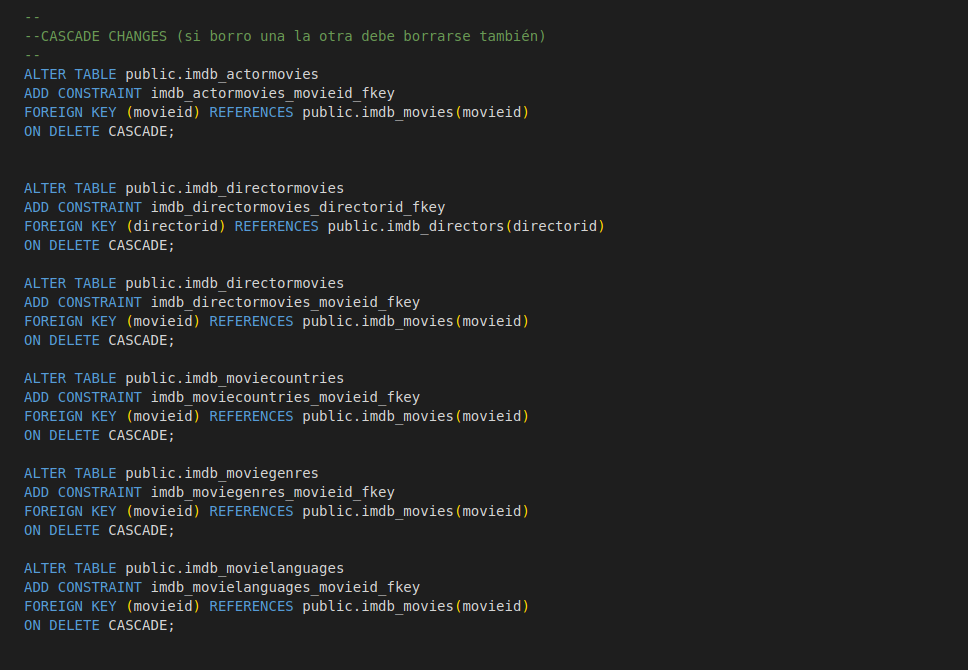 --
--CASCADE CHANGES (si borro una la otra debe borrarse también)
--
ALTER TABLE public.imdb_actormovies
ADD CONSTRAINT imdb_actormovies_movieid_fkey
FOREIGN KEY (movieid) REFERENCES public.imdb_movies(movieid)
ON DELETE CASCADE;
ALTER TABLE public.imdb_directormovies
ADD CONSTRAINT imdb_directormovies_directorid_fkey
FOREIGN KEY (directorid) REFERENCES public.imdb_directors(directorid)
ON DELETE CASCADE;
ALTER TABLE public.imdb_directormovies
ADD CONSTRAINT imdb_directormovies_movieid_fkey
FOREIGN KEY (movieid) REFERENCES public.imdb_movies(movieid)
ON DELETE CASCADE;
ALTER TABLE public.imdb_moviecountries
ADD CONSTRAINT imdb_moviecountries_movieid_fkey
FOREIGN KEY (movieid) REFERENCES public.imdb_movies(movieid)
ON DELETE CASCADE;
ALTER TABLE public.imdb_moviegenres
ADD CONSTRAINT imdb_moviegenres_movieid_fkey
FOREIGN KEY (movieid) REFERENCES public.imdb_movies(movieid)
ON DELETE CASCADE;
ALTER TABLE public.imdb_movielanguages
ADD CONSTRAINT imdb_movielanguages_movieid_fkey
FOREIGN KEY (movieid) REFERENCES public.imdb_movies(movieid)
ON DELETE CASCADE;